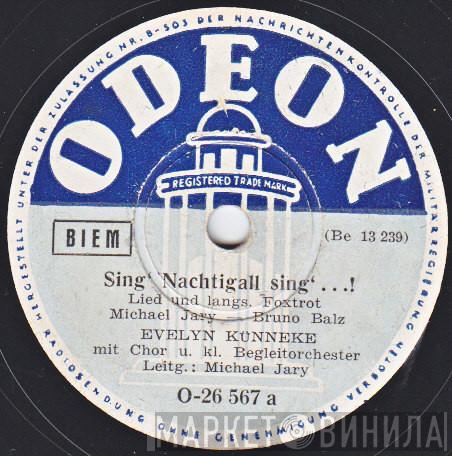 HERGESTELLT UNTER DER ZULASSUNG NR. B-503 DER NACHRICHTENKONTROLLE DER MILITÄRREGIERUNG
ODEON
REGISTERED TRADE MARK
BIEM
(Be 13 239)
Sing' Nachtigall sing'...!
Lied und langs. Foxtrot
Michael Jary — Bruno Balz
EVELYN KÜNNEKE
mit Chor u. kl. Begleitorchester
Leitg.: Michael Jary
O-26 567 a
RADIOSENDUNG OHNE GENEHMIGUNG VERBOTEN
МАРКЕТ ВИНИЛА